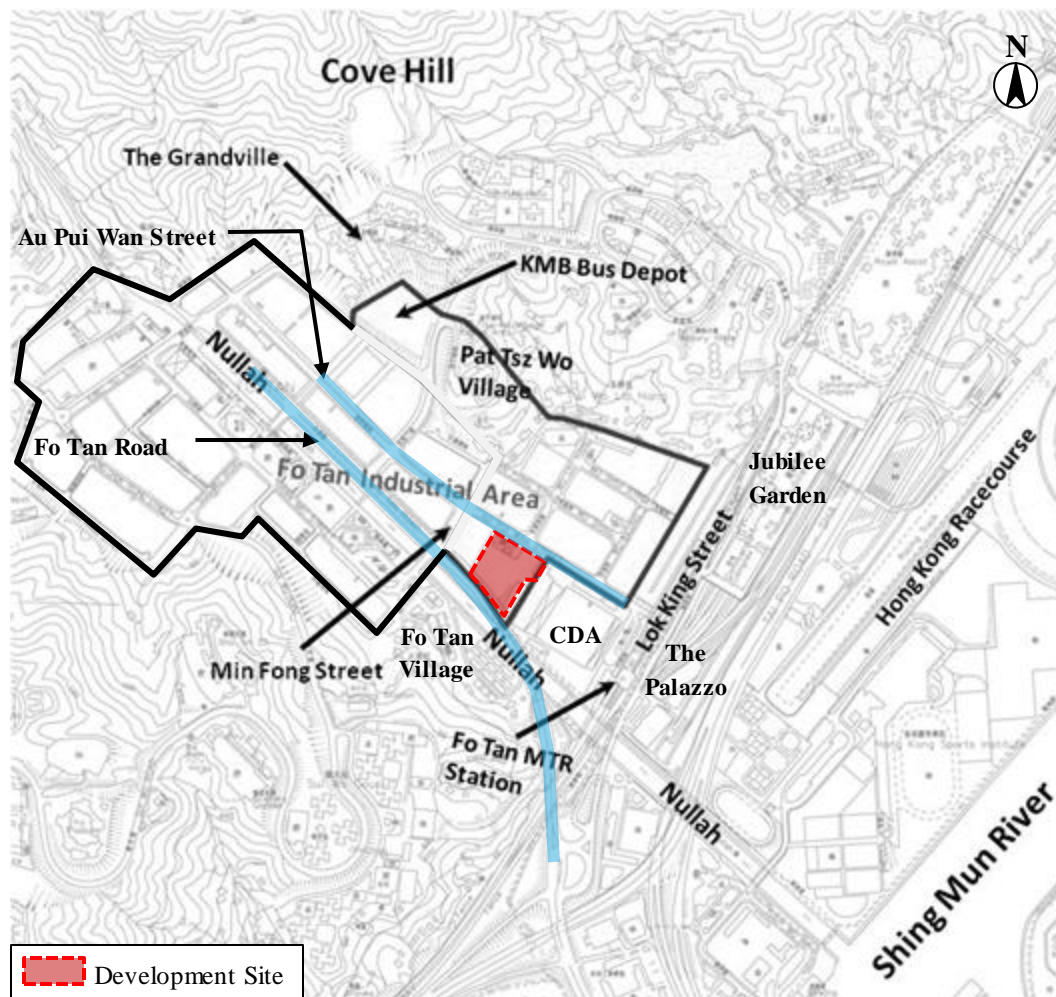 Cove Hill
N
The Grandville
Au Pui Wan Street
KMB Bus Depot
Nullah
Pat Tsz Wo
Village
Fo Tan Road
Jubilee
Garden
Fo Tan Industrial Area
Hong Kong Racecourse
Lok King Street
CDA
Fo Tan
Village
Nullah
The
Palazzo
Min Fong Street
Fo Tan MTR
Station
Nullah
Shing Mun River
Development Site